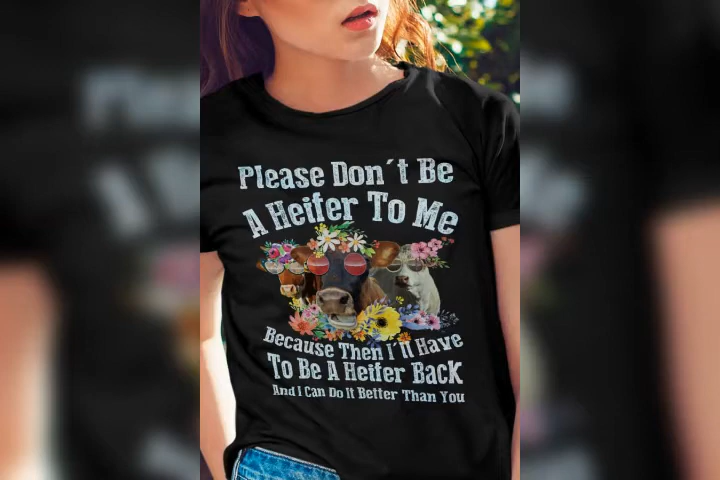 Please Don´t Be
A Heifer To Me
Because Then I´ll Have
To Be A Heifer Back
And I Can Do It Better Than You